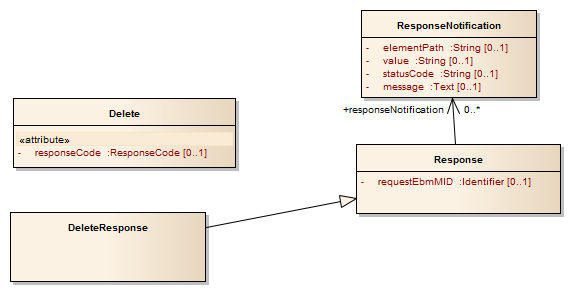 ResponseNotification
- elementPath :String [0..1]
- value :String [0..1]
- statusCode :String [0..1]
- message :Text [0..1]
+responseNotification 0..*
Delete
«attribute»
- responseCode :ResponseCode [0..1]
Response
- requestEbmMID :Identifier [0..1]
DeleteResponse